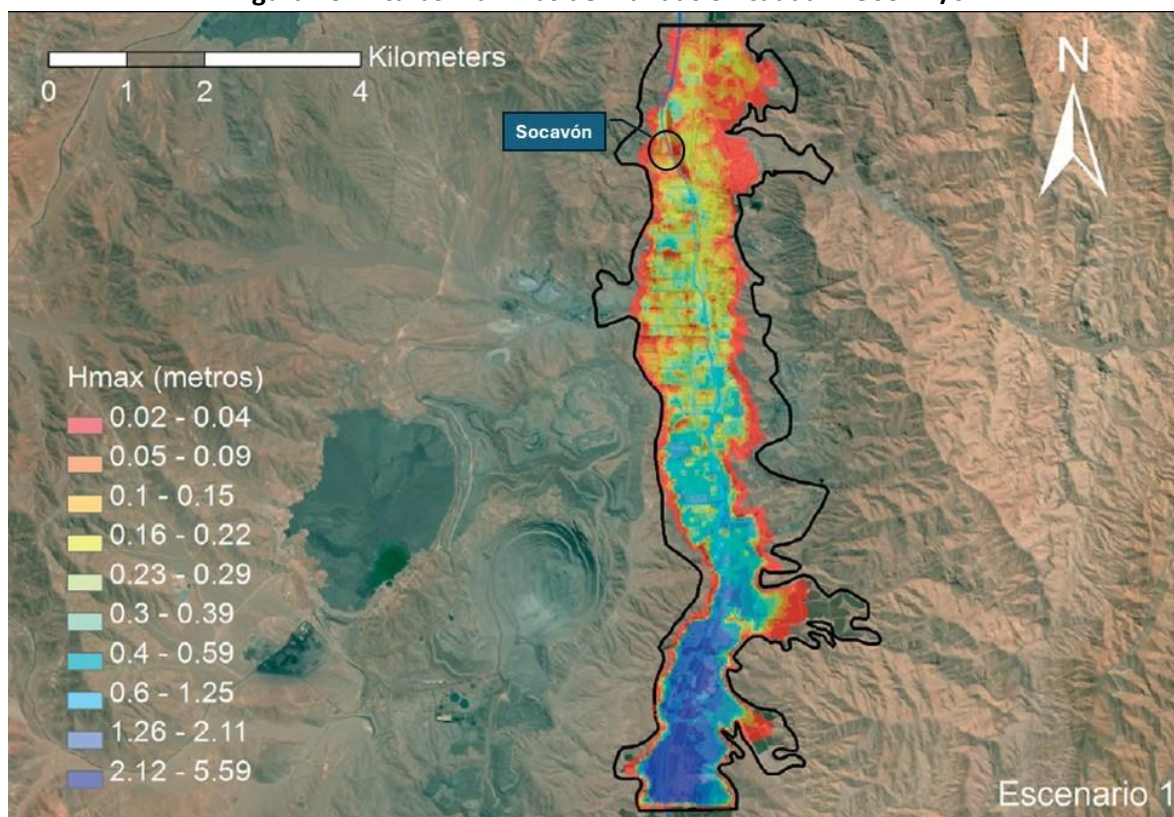 Kilometers
0 1 2 4
N
Socavón
Hmax (metros)
0.02 - 0.04
0.05 - 0.09
0.1 - 0.15
0.16 - 0.22
0.23 - 0.29
0.3 - 0.39
0.4 - 0.59
0.6 - 1.25
1.26 - 2.11
2.12 - 5.59
Escenario 1